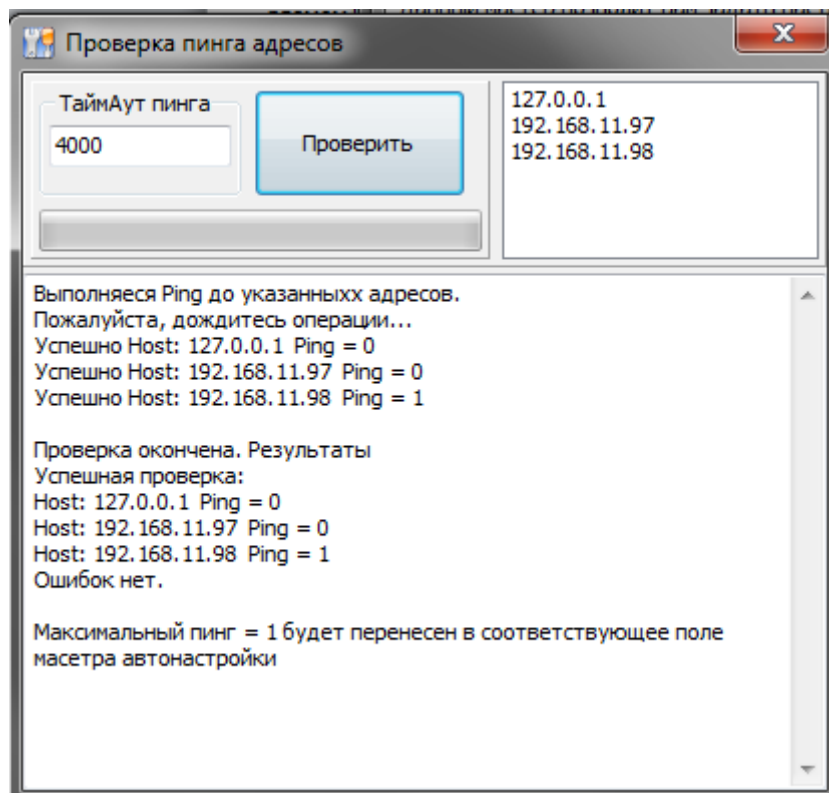 Проверка пинга адресов
ТаймАут пинга
4000
Проверить
127.0.0.1
192.168.11.97
192.168.11.98
Выполняеся Ping до указанныхх адресов.
Пожалуйста, дождитесь операции...
Успешно Host: 127.0.0.1 Ping = 0
Успешно Host: 192.168.11.97 Ping = 0
Успешно Host: 192.168.11.98 Ping = 1
Проверка окончена. Результаты
Успешная проверка:
Host: 127.0.0.1 Ping = 0
Host: 192.168.11.97 Ping = 0
Host: 192.168.11.98 Ping = 1
Ошибок нет.
Максимальный пинг = 1 будет перенесен в соответствующее поле
масетра автонастройки